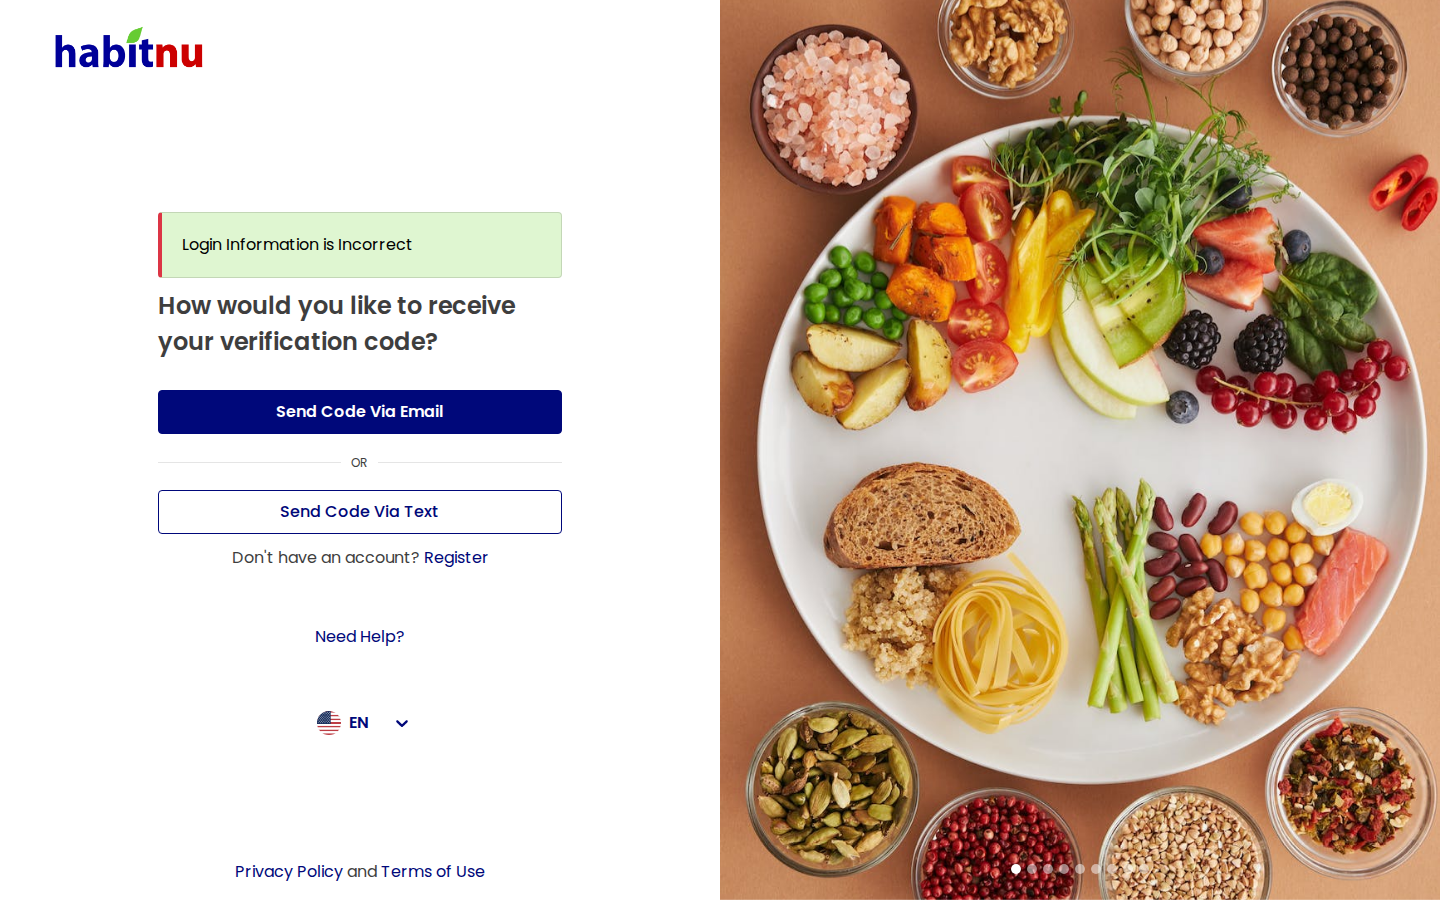 habitnu
Login Information is Incorrect
How would you like to receive
your verification code?
Send Code Via Email
OR
Send Code Via Text
Don't have an account? Register
Need Help?
EN
Privacy Policy and Terms of Use